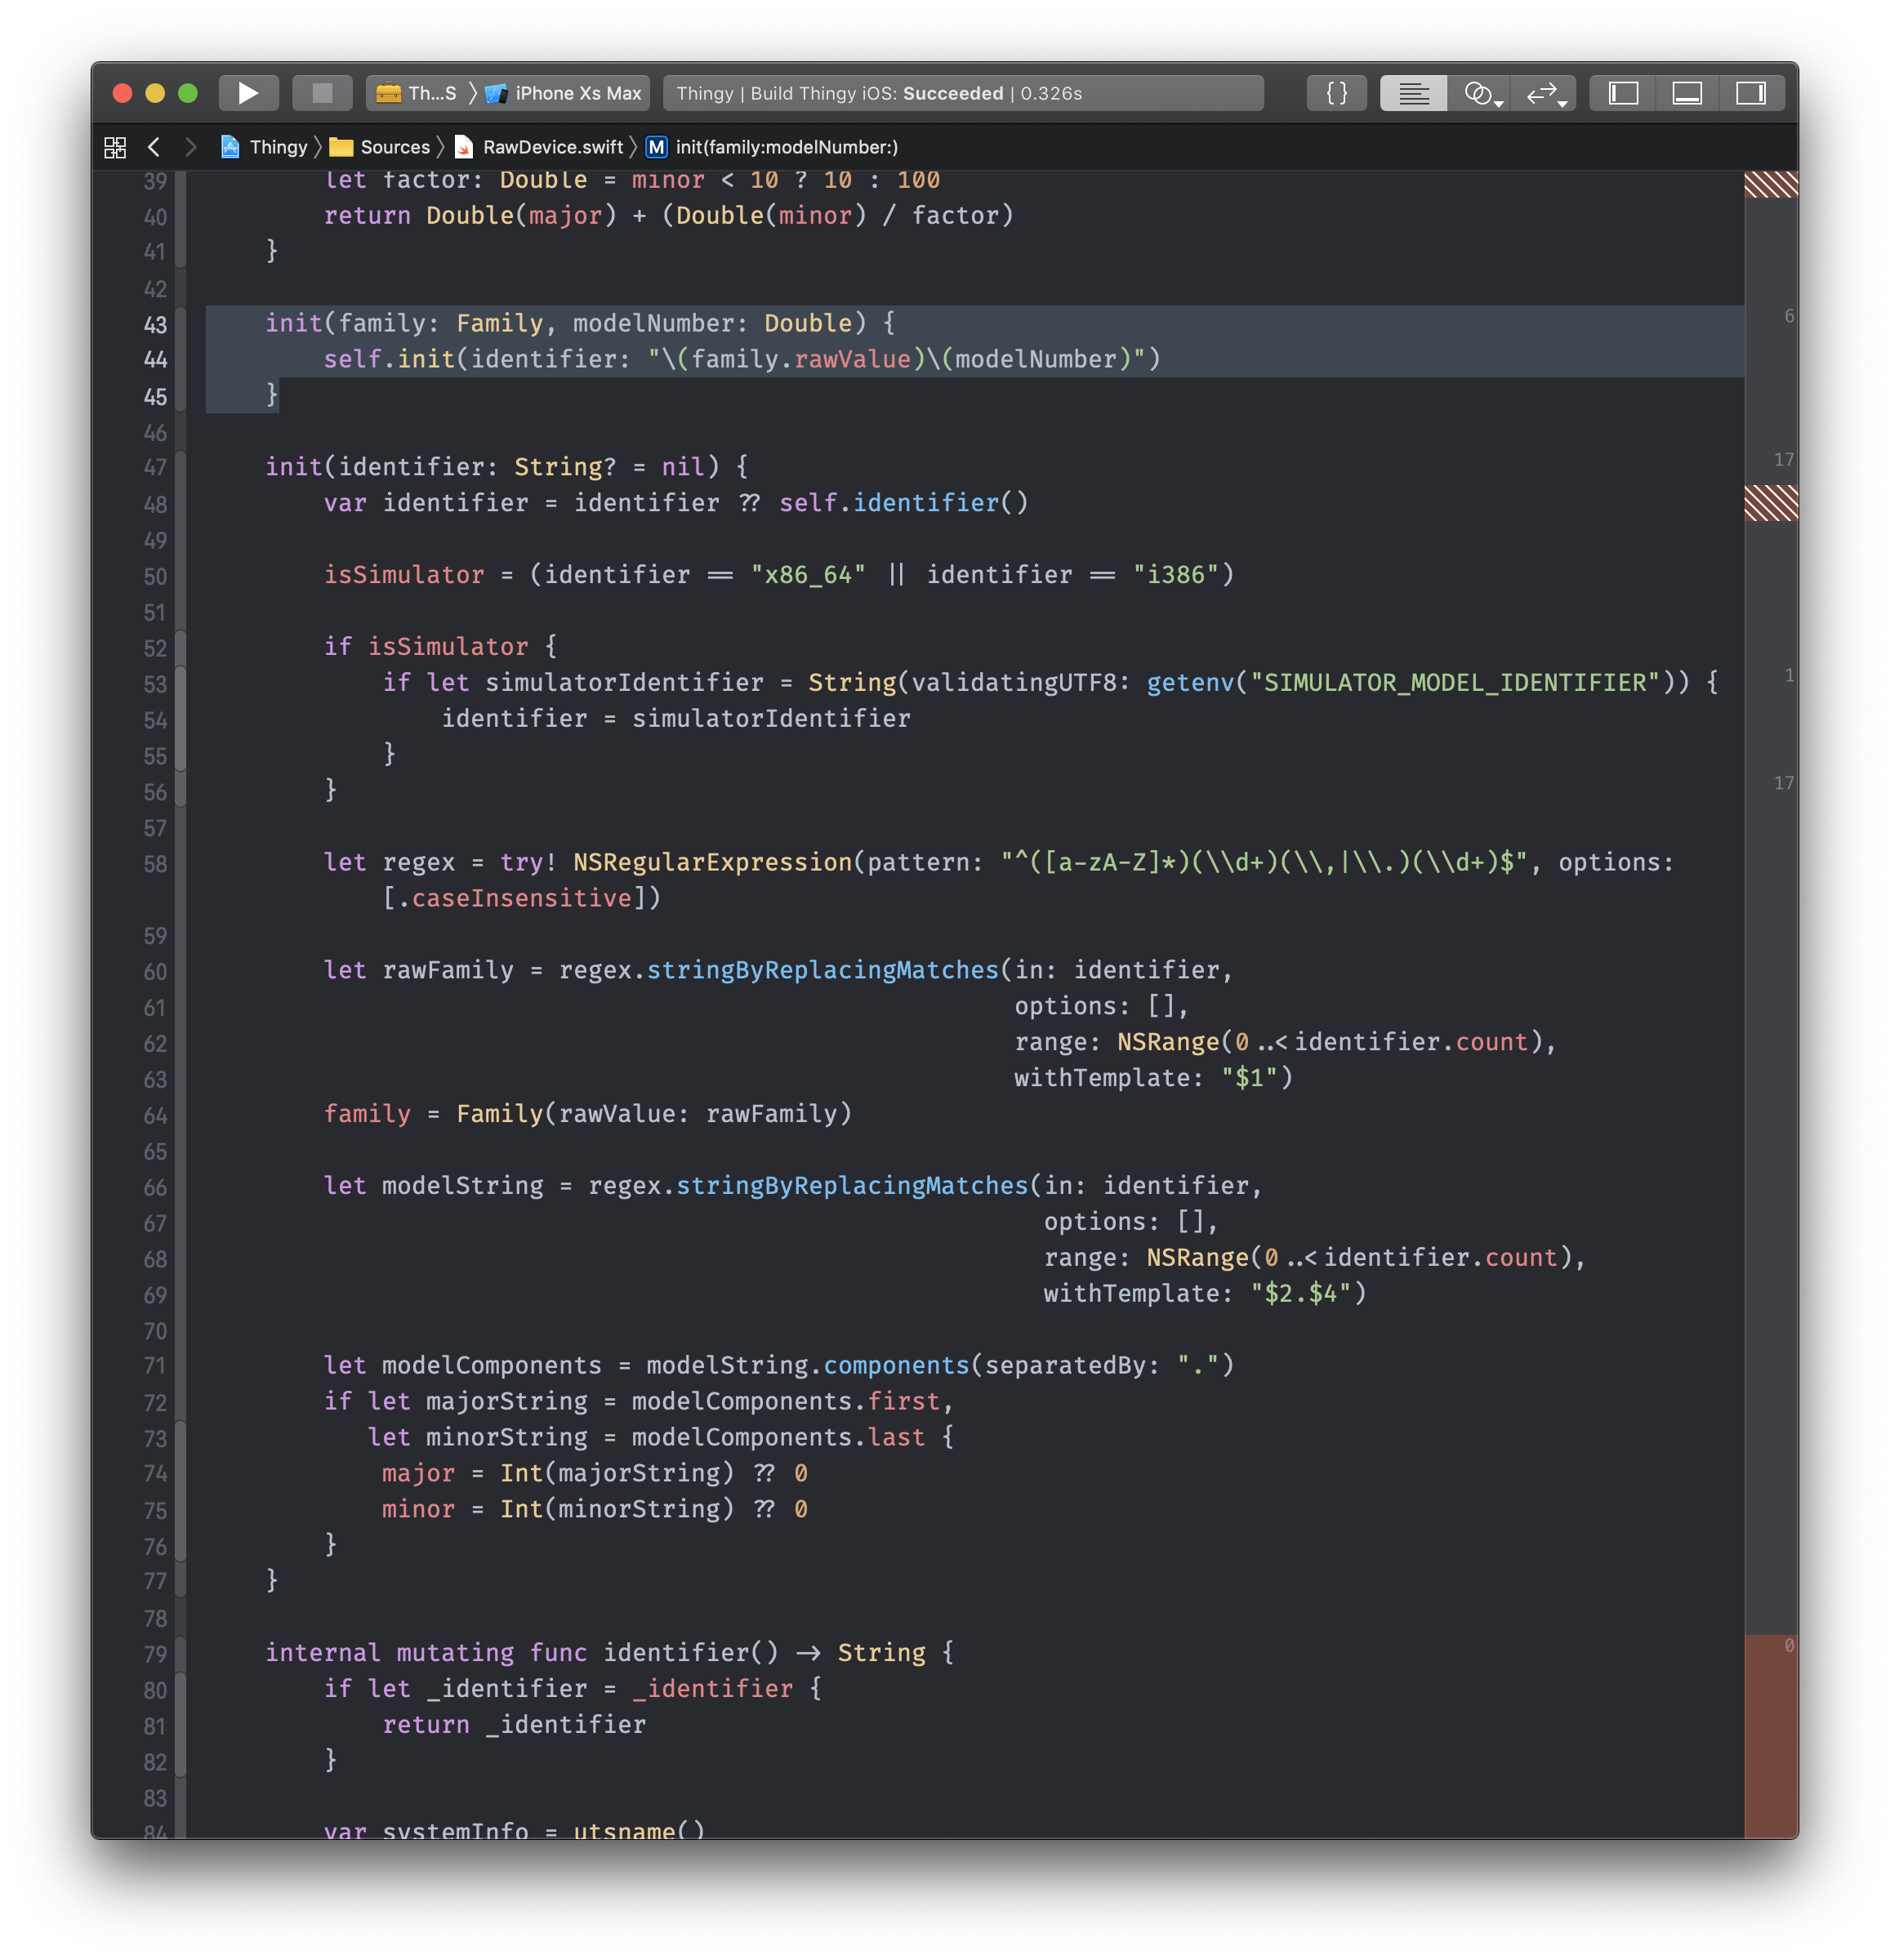 Th...S 〉 iPhone Xs Max
Thingy | Build Thingy iOS: Succeeded | 0.326s
{ }
Thingy 〉 Sources 〉 RawDevice.swift 〉 M init(family:modelNumber:)
39 let factor: Double = minor < 10 ? 10 : 100
40 return Double(major) + (Double(minor) / factor)
41 }
42
43 init(family: Family, modelNumber: Double) { 6
44 self.init(identifier: "\(family.rawValue)\(modelNumber)")
45 }
46
47 init(identifier: String? = nil) { 17
48 var identifier = identifier ?? self.identifier()
49
50 isSimulator = (identifier == "x86_64" || identifier == "i386")
51
52 if isSimulator {
53 if let simulatorIdentifier = String(validatingUTF8: getenv("SIMULATOR_MODEL_IDENTIFIER")) { 1
54 identifier = simulatorIdentifier
55 }
56 } 17
57
58 let regex = try! NSRegularExpression(pattern: "^([a-zA-Z]*)(\\d+)(\\,|\\.)(\\d+)$", options:
[.caseInsensitive])
59
60 let rawFamily = regex.stringByReplacingMatches(in: identifier,
61 options: [],
62 range: NSRange(0..<identifier.count),
63 withTemplate: "$1")
64 family = Family(rawValue: rawFamily)
65
66 let modelString = regex.stringByReplacingMatches(in: identifier,
67 options: [],
68 range: NSRange(0..<identifier.count),
69 withTemplate: "$2.$4")
70
71 let modelComponents = modelString.components(separatedBy: ".")
72 if let majorString = modelComponents.first,
73 let minorString = modelComponents.last {
74 major = Int(majorString) ?? 0
75 minor = Int(minorString) ?? 0
76 }
77 }
78
79 internal mutating func identifier() -> String { 0
80 if let _identifier = _identifier {
81 return _identifier
82 }
83
84 var systemInfo = utsname()